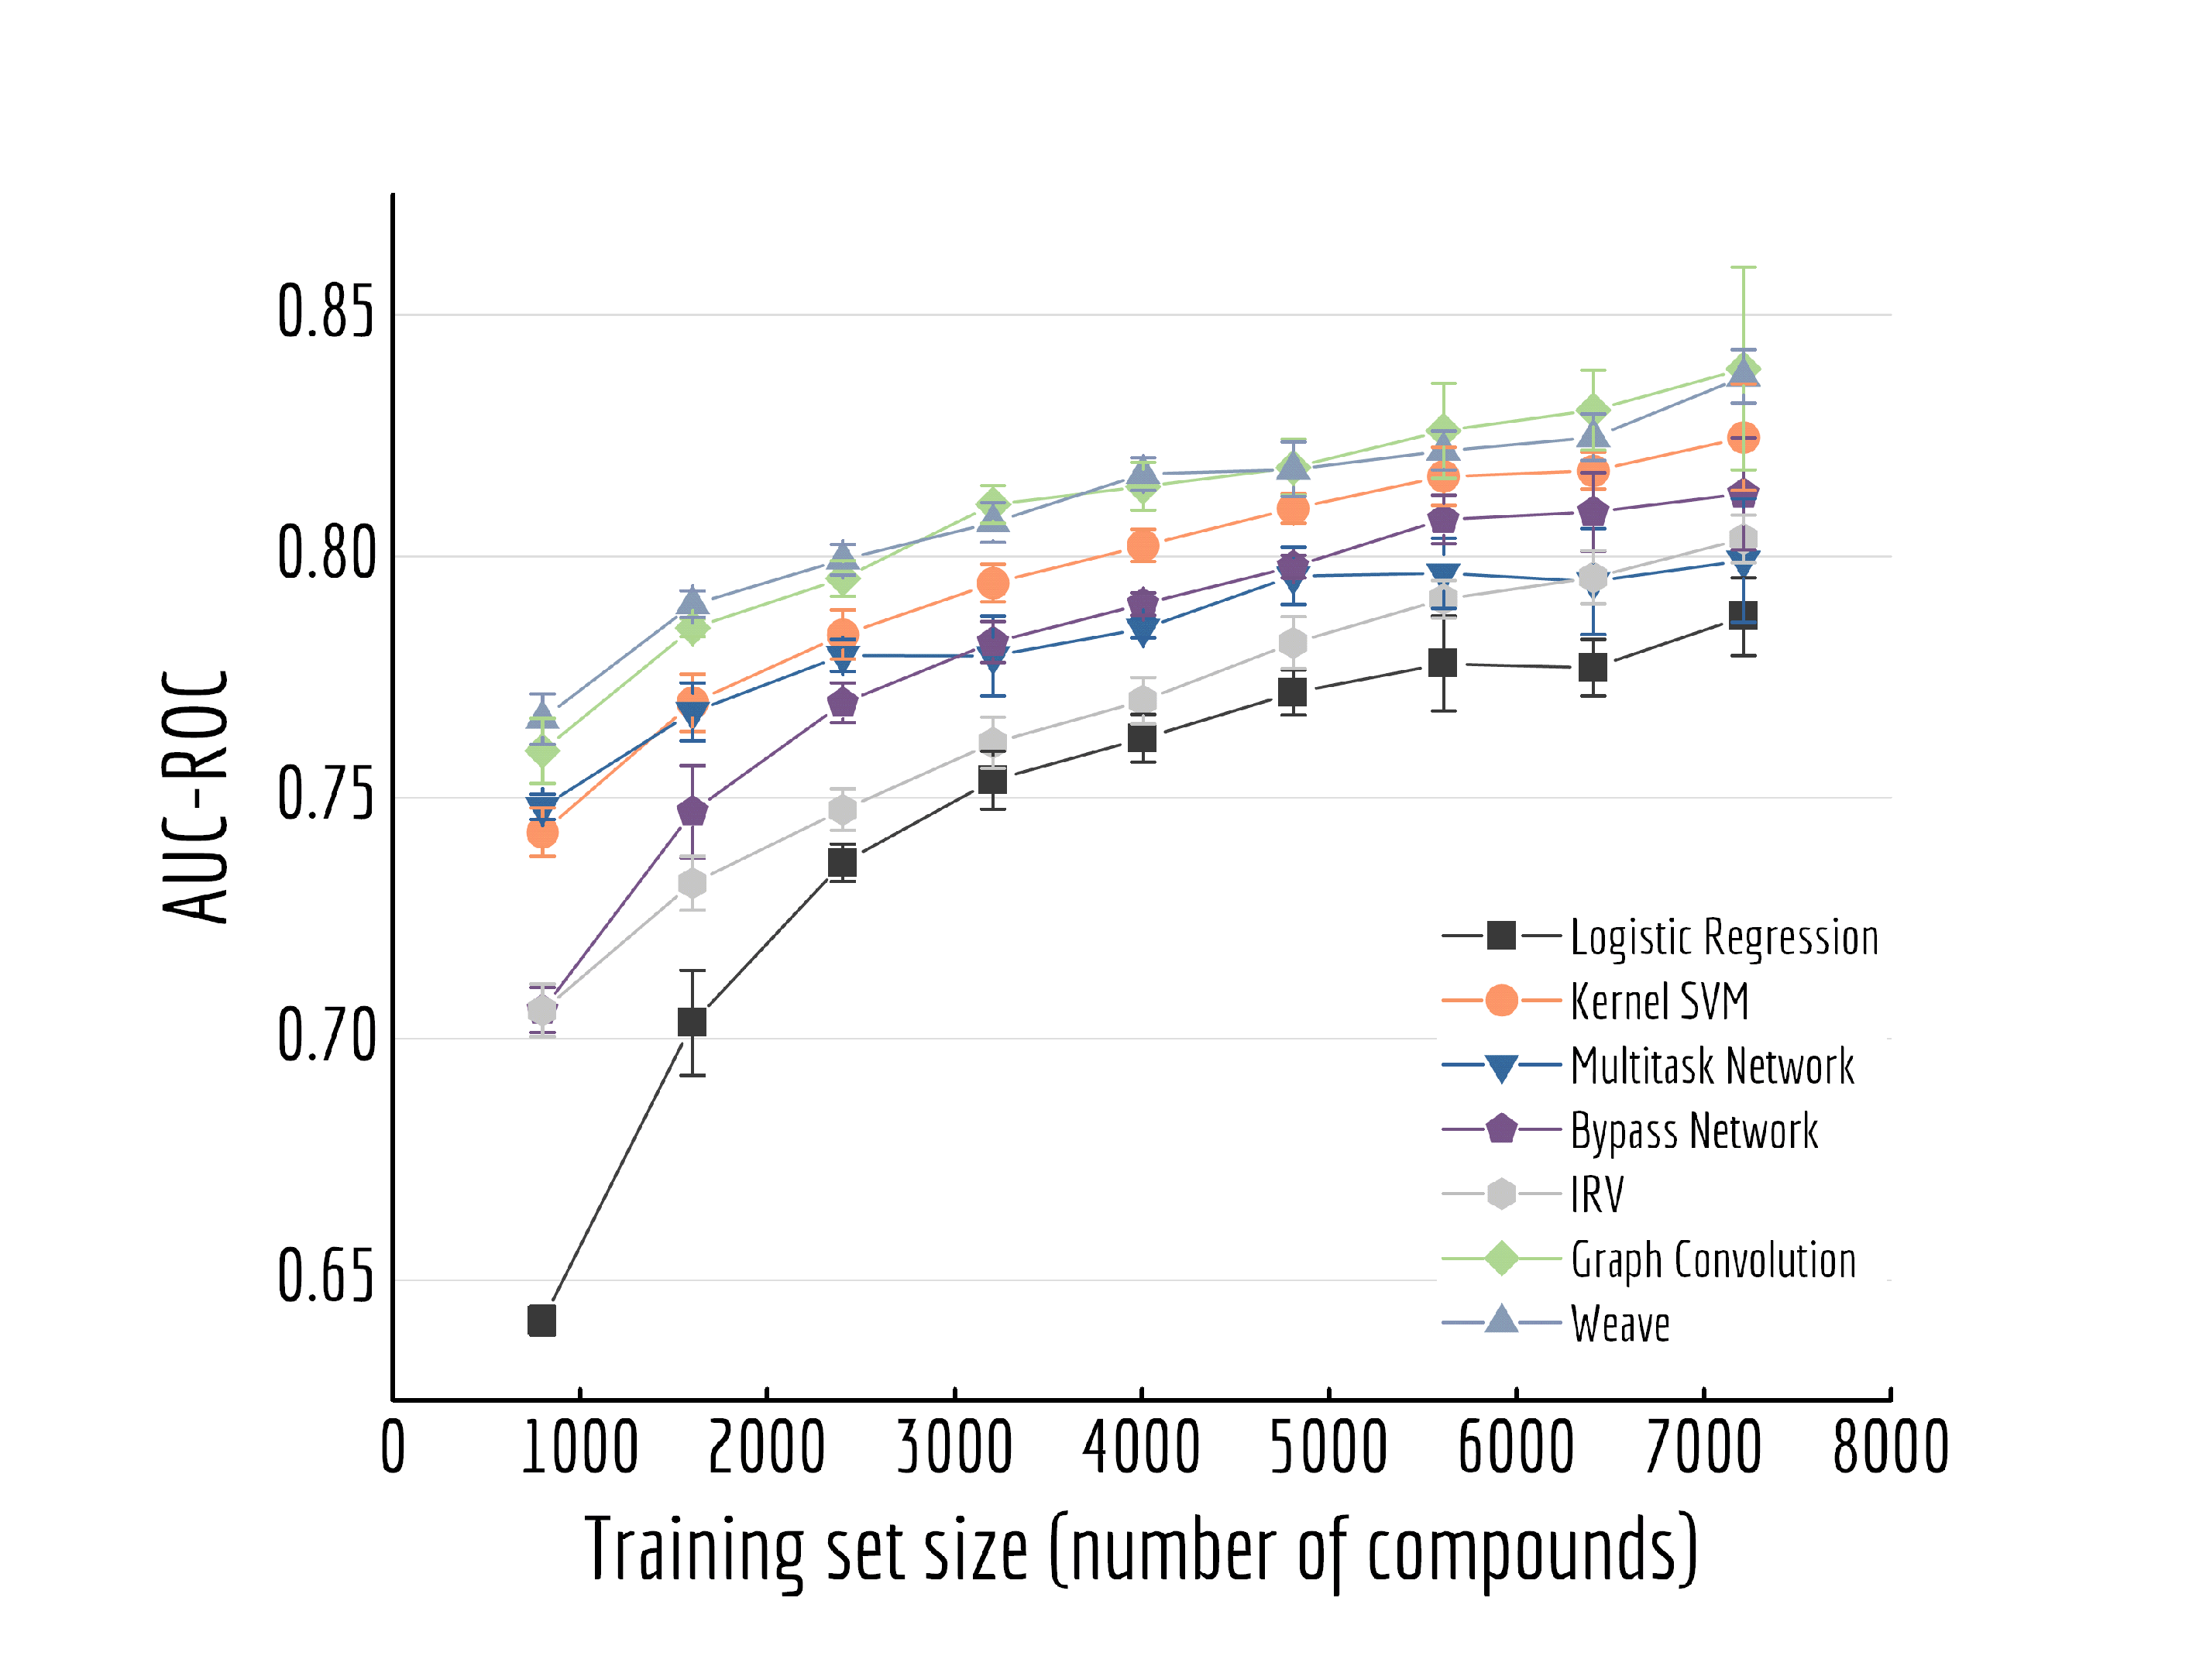 0.85
0.80
0.75
0.70
0.65
AUC-ROC
0 1000 2000 3000 4000 5000 6000 7000 8000
Training set size (number of compounds)
Logistic Regression
Kernel SVM
Multitask Network
Bypass Network
IRV
Graph Convolution
Weave